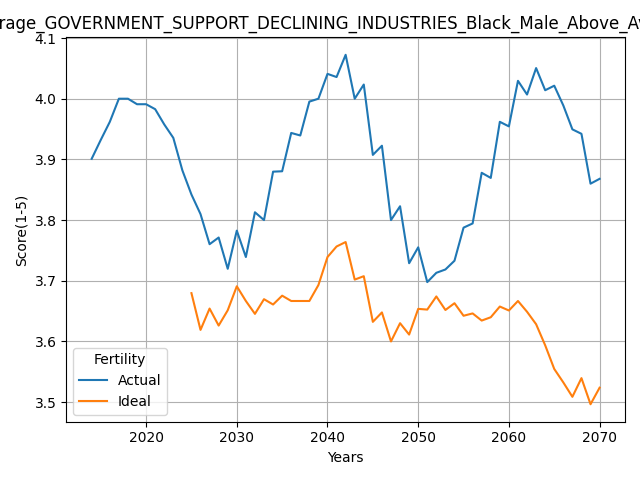 rage_GOVERNMENT_SUPPORT_DECLINING_INDUSTRIES_Black_Male_Above_Av
4.1
4.0
3.9
3.8
3.7
3.6
3.5
Score(1-5)
Fertility
Actual
Ideal
2020 2030 2040 2050 2060 2070
Years